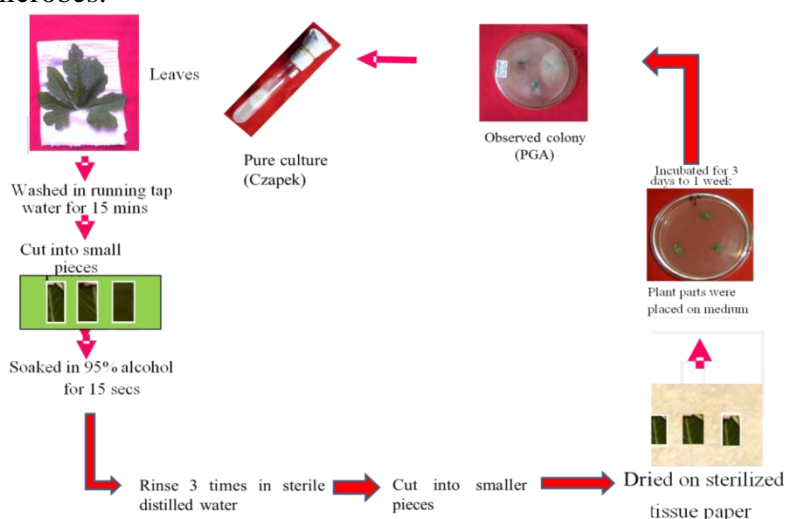 Leaves
Washed in running tap
water for 15 mins
Cut into small
pieces
Soaked in 95% alcohol
for 15 secs
Rinse 3 times in sterile
distilled water
Cut into smaller
pieces
Dried on sterilized
tissue paper
Plant parts were
placed on medium
Incubated for 3
days to 1 week
Observed colony
(PGA)
Pure culture
(Czapek)